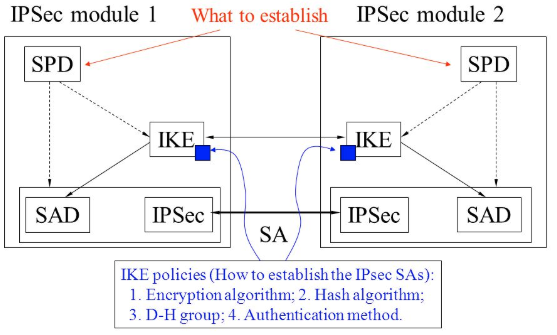 IPSec module 1
What to establish
IPSec module 2
SPD
SPD
IKE
IKE
SAD
IPSec
SA
IPSec
SAD
IKE policies (How to establish the IPsec SAs):
1. Encryption algorithm; 2. Hash algorithm;
3. D-H group; 4. Authentication method.